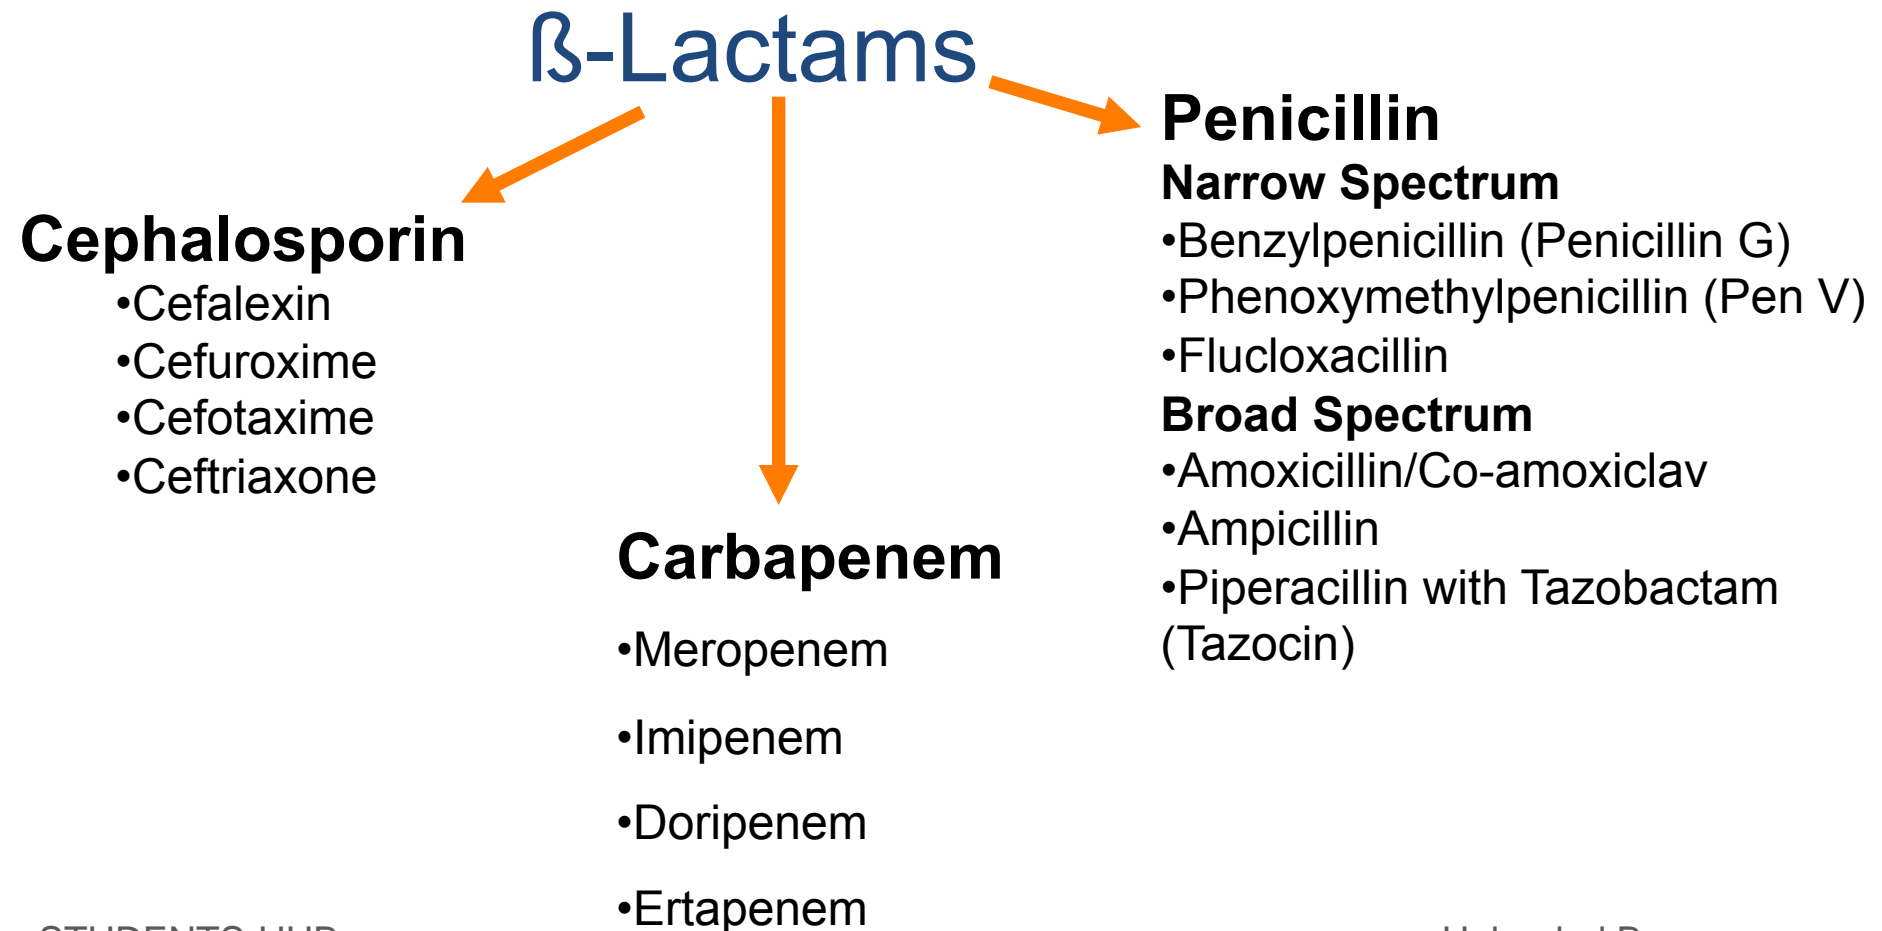 ß-Lactams
Cephalosporin
•Cefalexin
•Cefuroxime
•Cefotaxime
•Ceftriaxone
Carbapenem
•Meropenem
•Imipenem
•Doripenem
•Ertapenem
Penicillin
Narrow Spectrum
•Benzylpenicillin (Penicillin G)
•Phenoxymethylpenicillin (Pen V)
•Flucloxacillin
Broad Spectrum
•Amoxicillin/Co-amoxiclav
•Ampicillin
•Piperacillin with Tazobactam
(Tazocin)